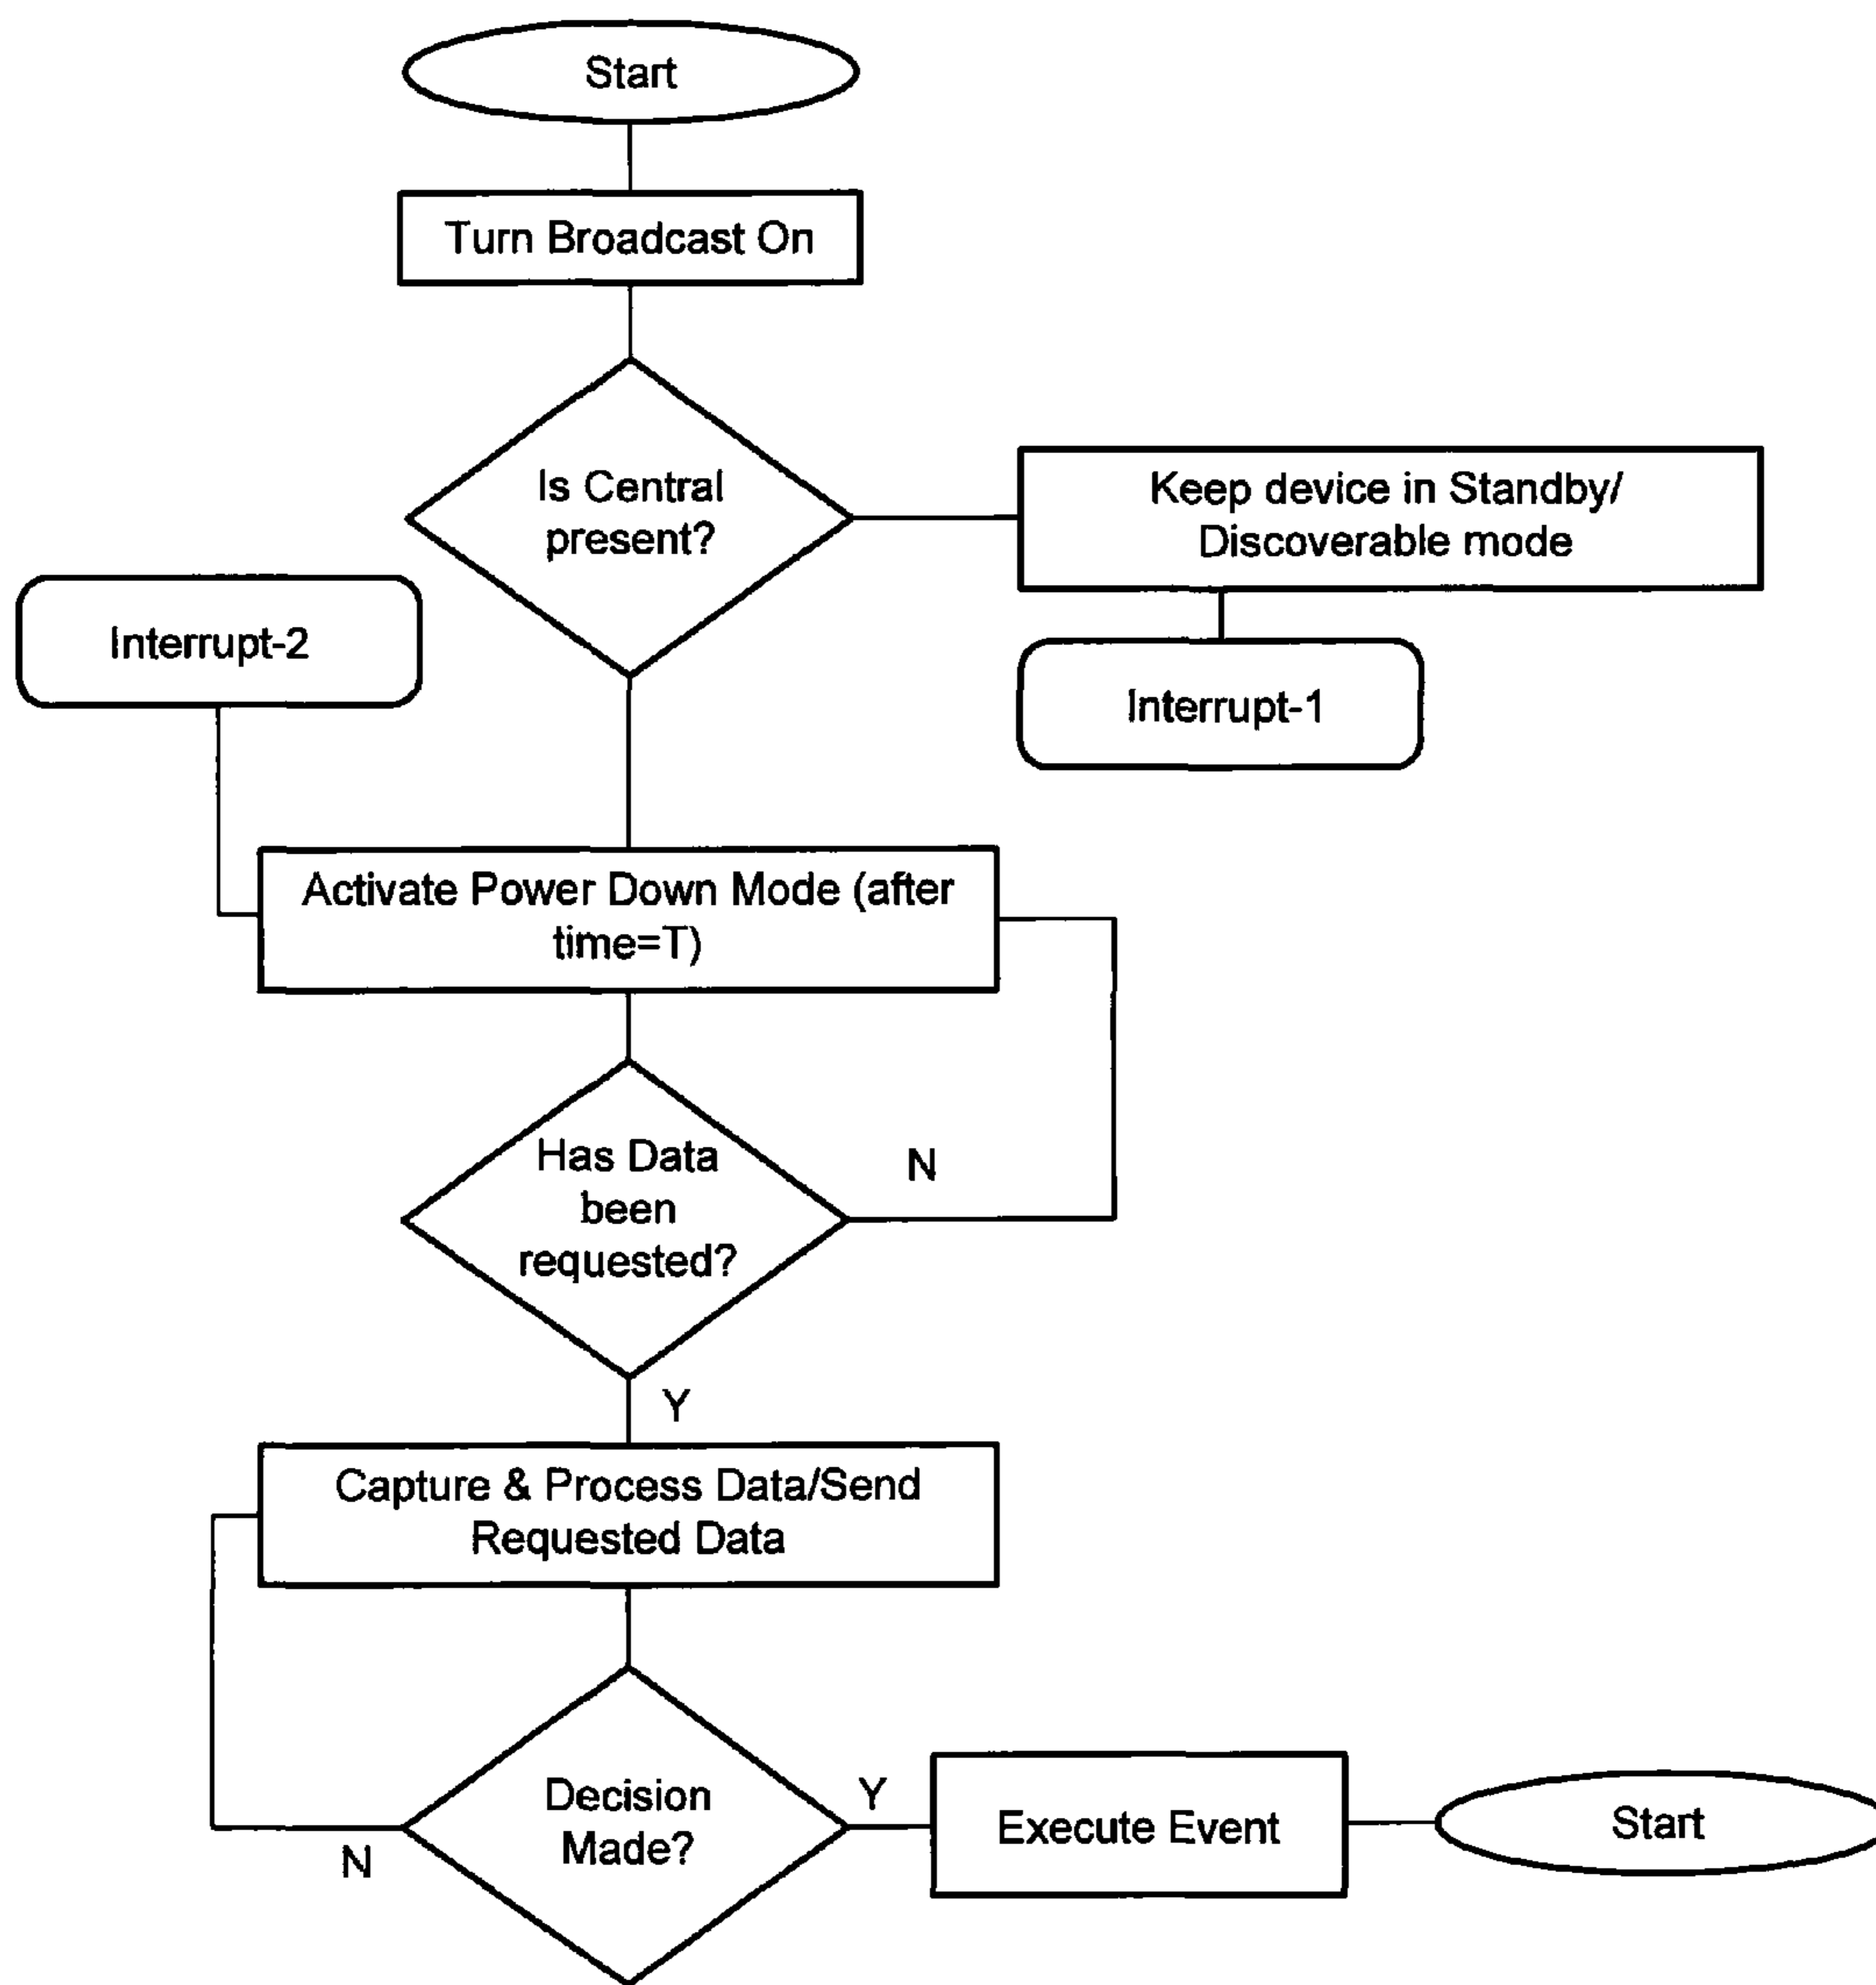 Start
Turn Broadcast On
Is Central
present?
Keep device in Standby/
Discoverable mode
Interrupt-2
Interrupt-1
Activate Power Down Mode (after
time=T)
Has Data
been
requested?
N
Y
Capture & Process Data/Send
Requested Data
Decision
Made?
N
Y
Execute Event
Start